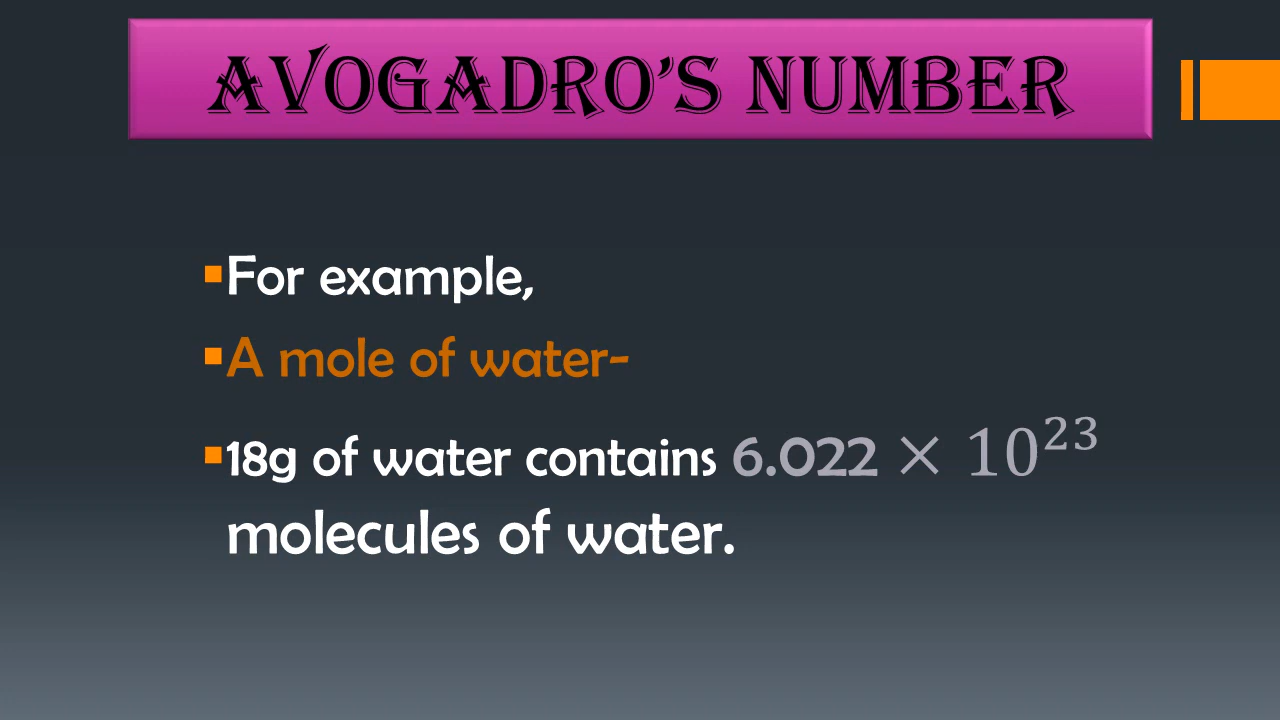 AVOGADRO'S NUMBER
▪For example,
▪A mole of water-
▪18g of water contains 6.022 × 10²³
molecules of water.